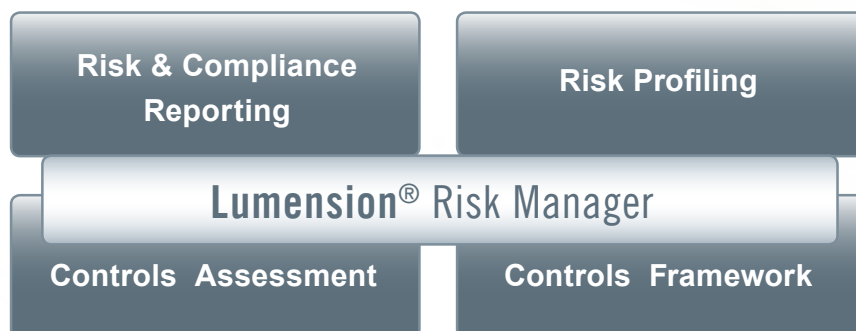 Risk & Compliance
Reporting
Risk Profiling
Lumension® Risk Manager
Controls Assessment
Controls Framework